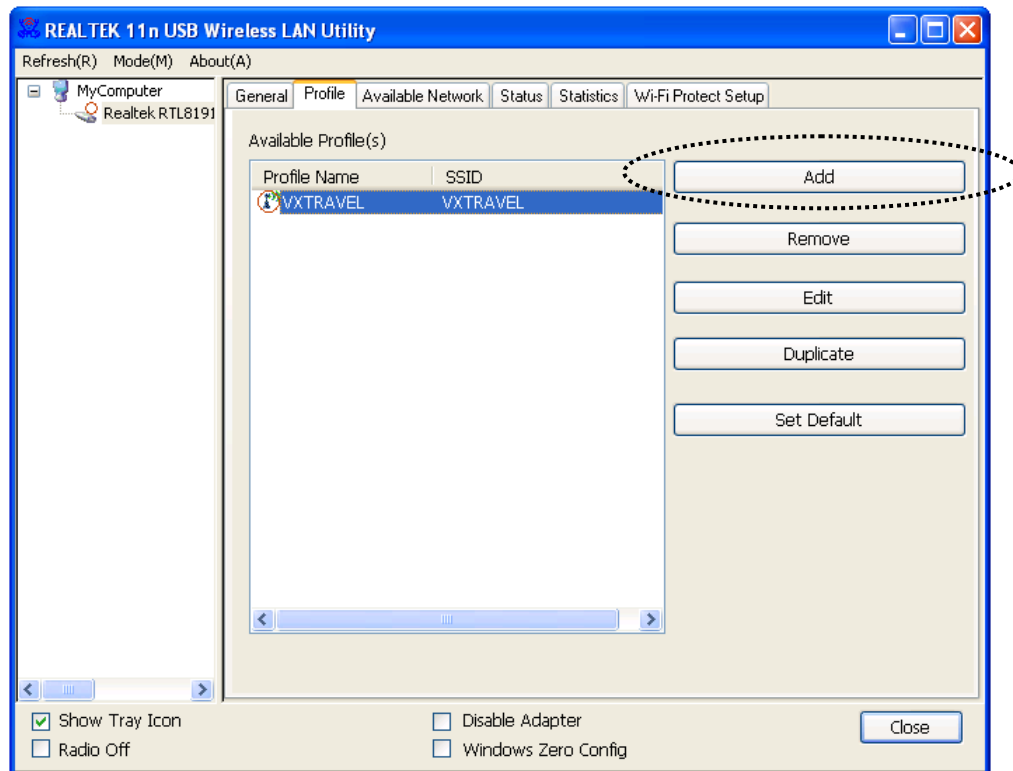 REALTEK 11n USB Wireless LAN Utility
Refresh(R) Mode(M) About(A)
MyComputer
Realtek RTL8191
General Profile Available Network Status Statistics Wi-Fi Protect Setup
Available Profile(s)
Profile Name SSID
VXTRAVEL VXTRAVEL
Add
Remove
Edit
Duplicate
Set Default
Show Tray Icon
Radio Off
Disable Adapter
Windows Zero Config
Close